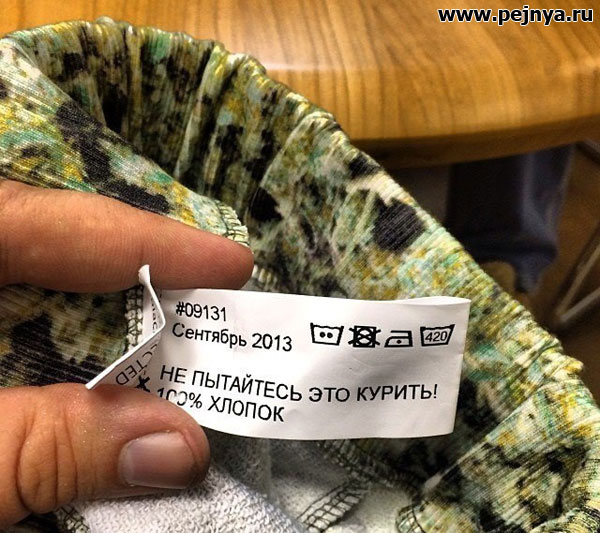 www.pejnya.ru
#09131
Сентябрь 2013
420
НЕ ПЫТАЙТЕСЬ ЭТО КУРИТЬ!
100% ХЛОПОК